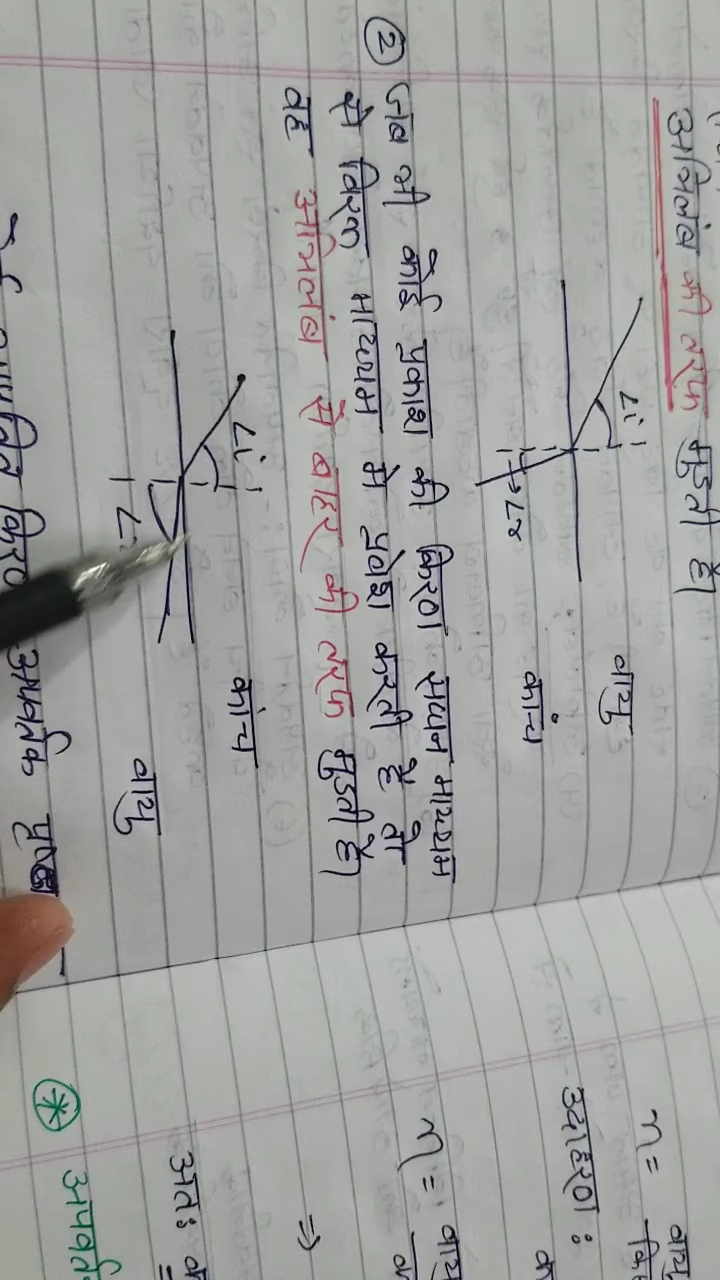 अभिलंब की तरफ मुड़ती है।
∠i
∠r
वायु
कांच
② जब भी कोई प्रकाश की किरण सघन माध्यम
से विरल माध्यम में प्रवेश करती है तो
वह अभिलंब से बाहर की तरफ मुड़ती है।
∠i
∠r
कांच
वायु
अपवर्तक पृष्ठ
n = वायु
उदाहरण :
n =
⇒
अतः